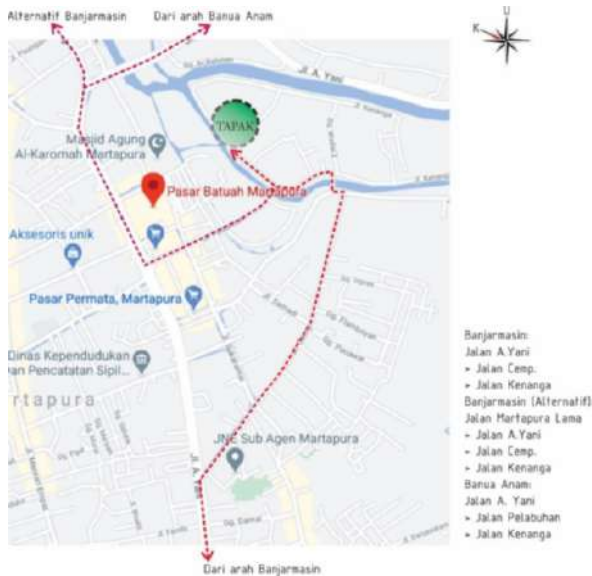 Alternatif Banjarmasin
Dari arah Banua Anam
U
K
Jl A. Yani
TAPAK
Masjid Agung
Al-Karomah Martapura
Pasar Batuah Martapura
Aksesoris unik
Pasar Permata, Martapura
Dinas Kependudukan
an Pencatatan Sipil...
rtapura
JNE Sub Agen Martapura
Jl A. Yani
Dari arah Banjarmasin
Banjarmasin:
Jalan A.Yani
» Jalan Cemp.
» Jalan Kenanga
Banjarmasin (Alternatif)
Jalan Martapura Lama
» Jalan A.Yani
» Jalan Cemp.
» Jalan Kenanga
Banua Anam:
Jalan A. Yani
» Jalan Pelabuhan
» Jalan Kenanga